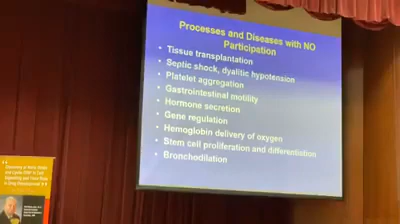 Processes and Diseases with NO
Participation
• Tissue transplantation
• Septic shock, dyalitic hypotension
• Platelet aggregation
• Gastrointestinal motility
• Hormone secretion
• Gene regulation
• Hemoglobin delivery of oxygen
• Stem cell proliferation and differentiation
• Bronchodilation